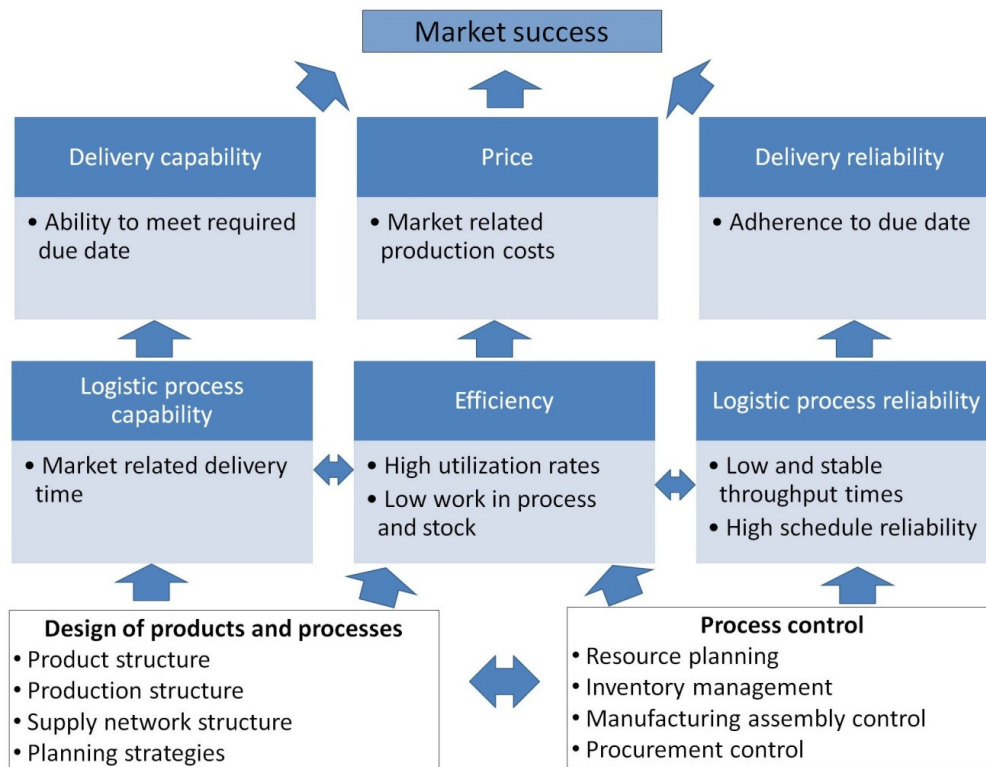 Market success
Delivery capability
• Ability to meet required
due date
Price
• Market related
production costs
Delivery reliability
• Adherence to due date
Logistic process
capability
• Market related delivery
time
Efficiency
• High utilization rates
• Low work in process
and stock
Logistic process reliability
• Low and stable
throughput times
• High schedule reliability
Design of products and processes
• Product structure
• Production structure
• Supply network structure
• Planning strategies
Process control
• Resource planning
• Inventory management
• Manufacturing assembly control
• Procurement control